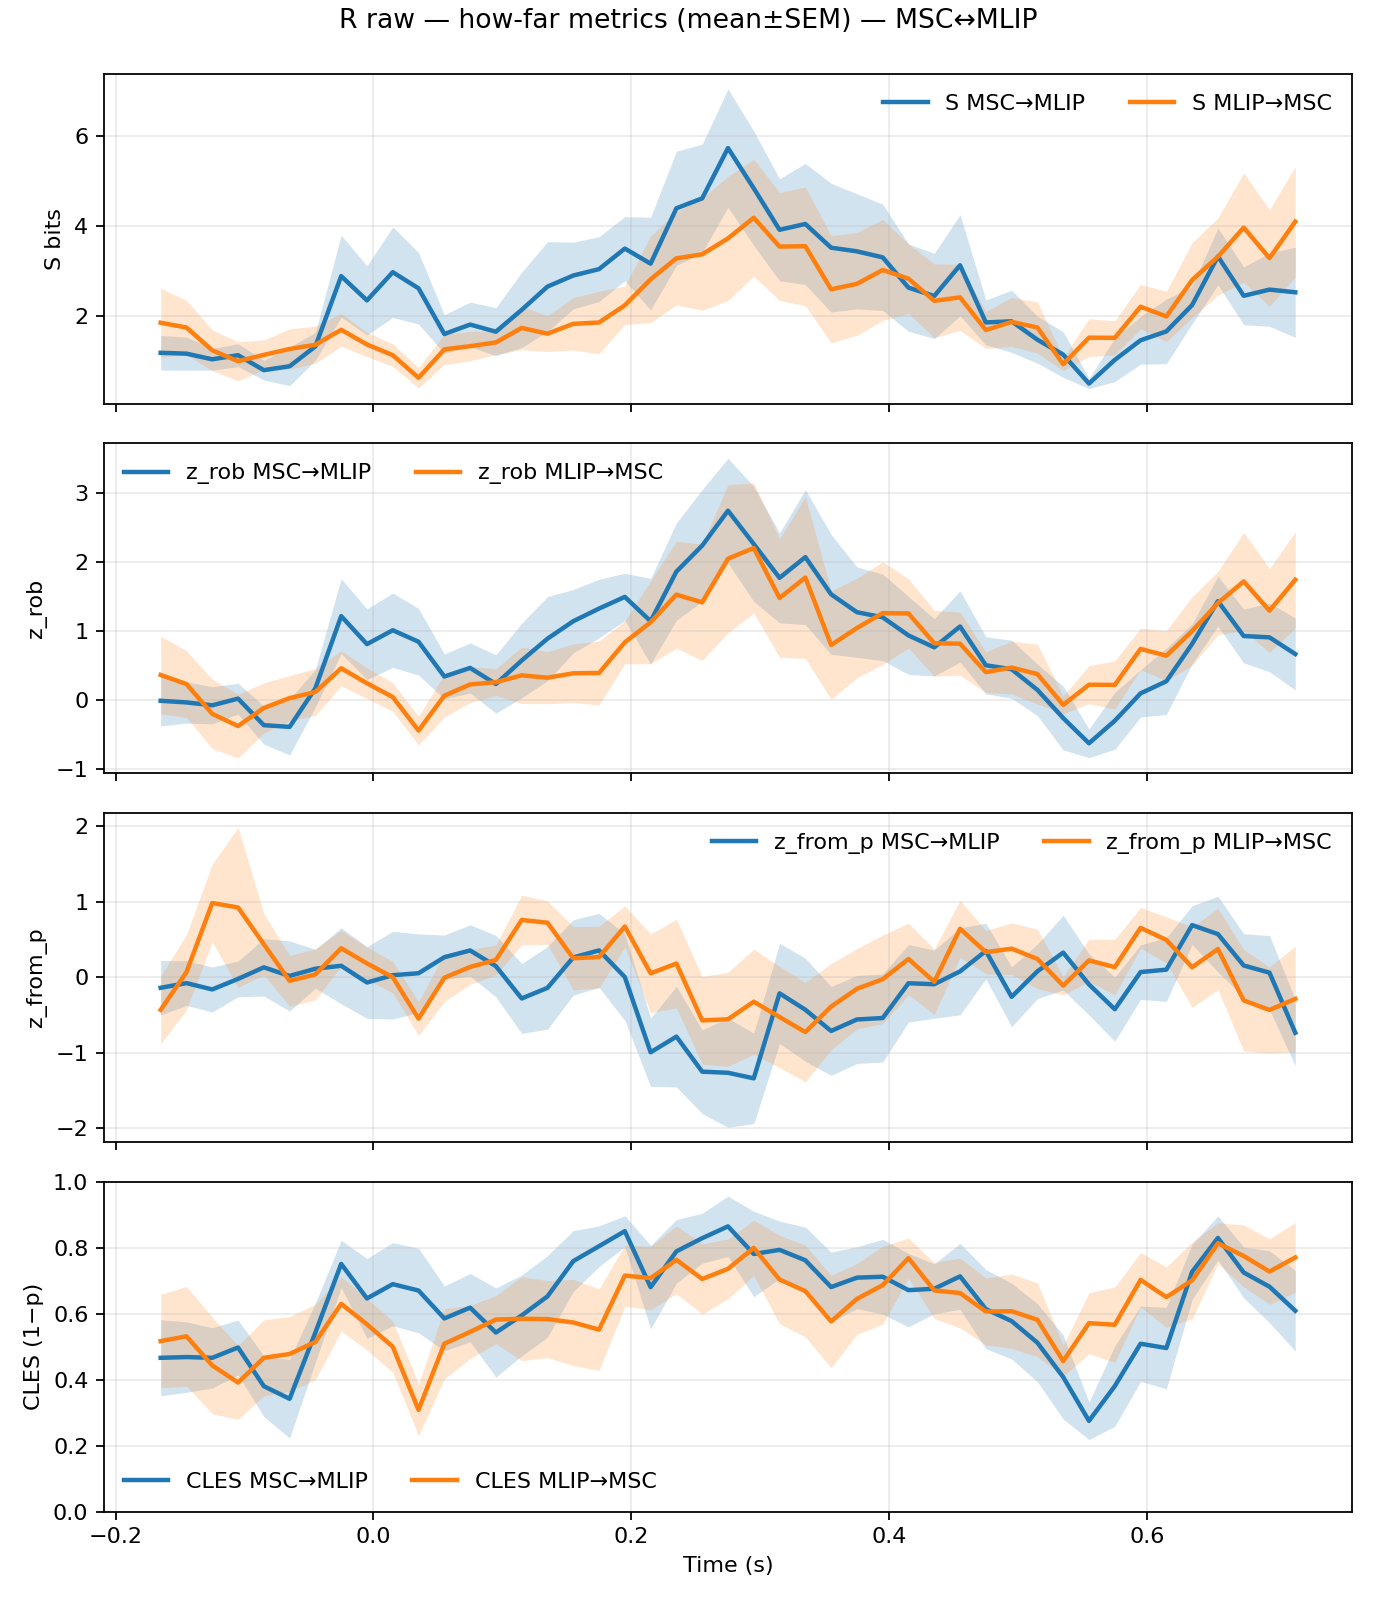 R raw — how-far metrics (mean±SEM) — MSC↔MLIP
S MSC→MLIP S MLIP→MSC
S bits
6
4
2
z_rob MSC→MLIP z_rob MLIP→MSC
z_rob
3
2
1
0
−1
z_from_p MSC→MLIP z_from_p MLIP→MSC
z_from_p
2
1
0
−1
−2
CLES (1−p)
1.0
0.8
0.6
0.4
0.2
0.0
CLES MSC→MLIP CLES MLIP→MSC
−0.2 0.0 0.2 0.4 0.6
Time (s)